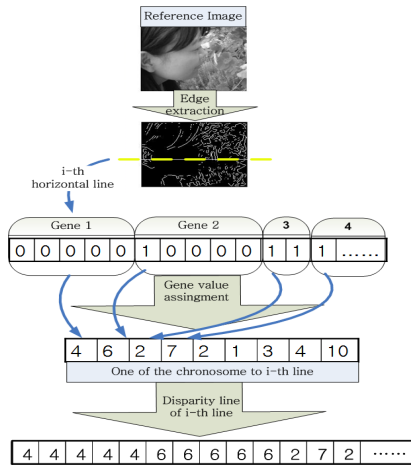 Reference Image
Edge
extraction
i-th
horizontal line
Gene 1 Gene 2 3 4
0 0 0 0 0 1 0 0 0 0 1 1 1 ......
Gene value
assingment
4 6 2 7 2 1 3 4 10
One of the chronosome to i-th line
Disparity line
of i-th line
4 4 4 4 4 6 6 6 6 6 2 7 2 ......